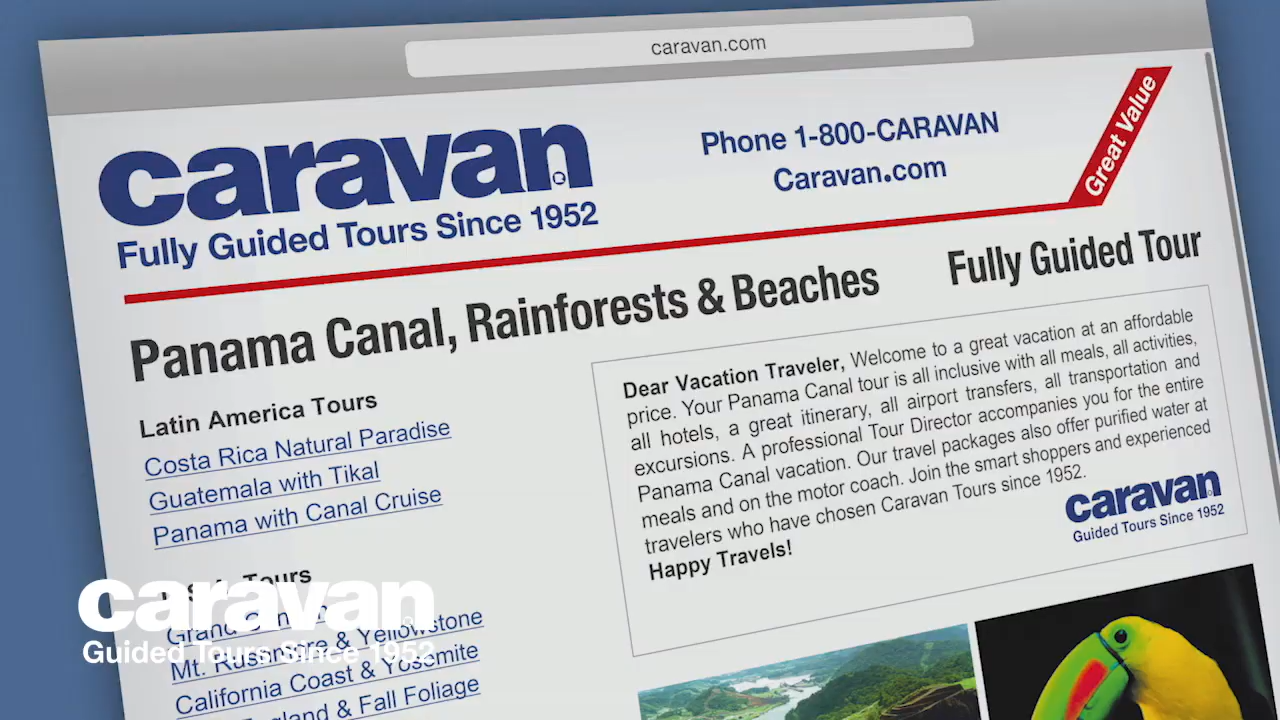 caravan.com
caravan
Fully Guided Tours Since 1952
Phone 1-800-CARAVAN
Caravan.com
Great Value
Panama Canal, Rainforests & Beaches
Fully Guided Tour
Latin America Tours
Costa Rica Natural Paradise
Guatemala with Tikal
Panama with Canal Cruise
Dear Vacation Traveler, Welcome to a great vacation at an affordable
price. Your Panama Canal tour is all inclusive with all meals, all activities,
all hotels, a great itinerary, all airport transfers, all transportation and
excursions. A professional Tour Director accompanies you for the entire
Panama Canal vacation. Our travel packages also offer purified water at
meals and on the motor coach. Join the smart shoppers and experienced
travelers who have chosen Caravan Tours since 1952.
Happy Travels!
caravan
Guided Tours Since 1952
Tours
Grand
Mt. Rushmore & Yellowstone
California Coast & Yosemite
England & Fall Foliage
caravan
Guided Tours Since 1952